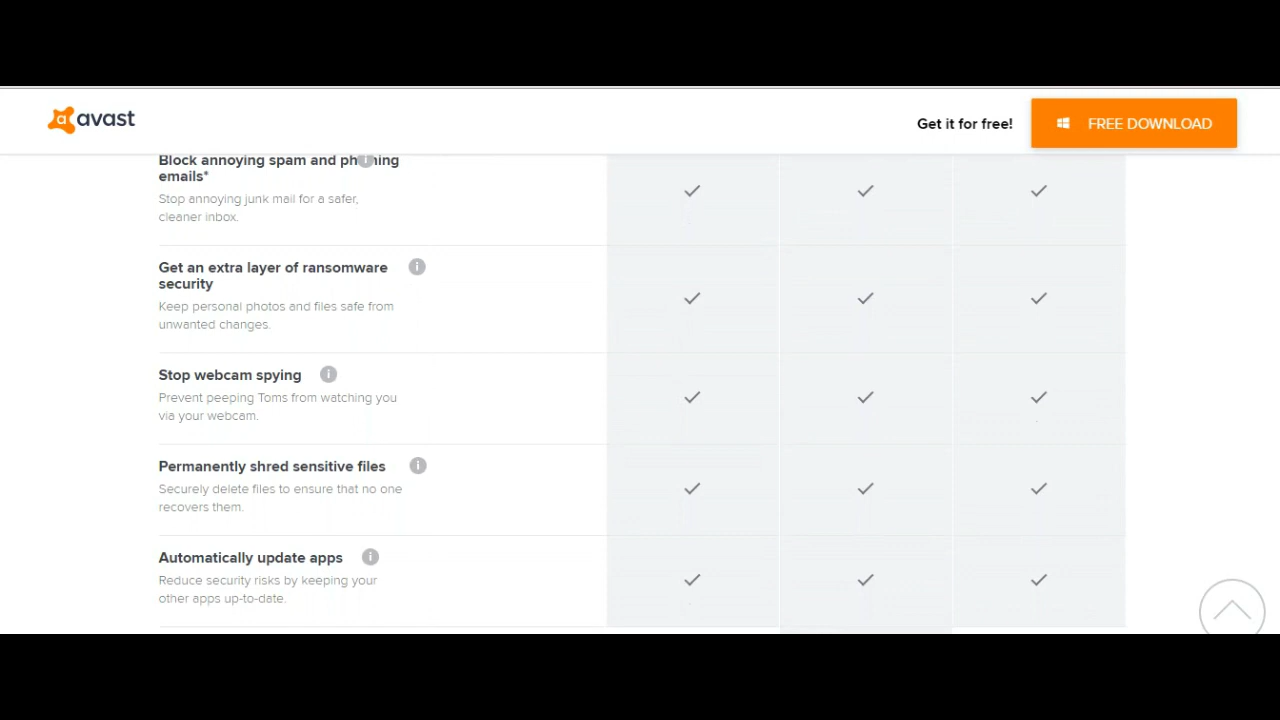 avast
Get it for free!
FREE DOWNLOAD
Block annoying spam and phishing
emails*
Stop annoying junk mail for a safer,
cleaner inbox.
Get an extra layer of ransomware
security
Keep personal photos and files safe from
unwanted changes.
Stop webcam spying
Prevent peeping Toms from watching you
via your webcam.
Permanently shred sensitive files
Securely delete files to ensure that no one
recovers them.
Automatically update apps
Reduce security risks by keeping your
other apps up-to-date.